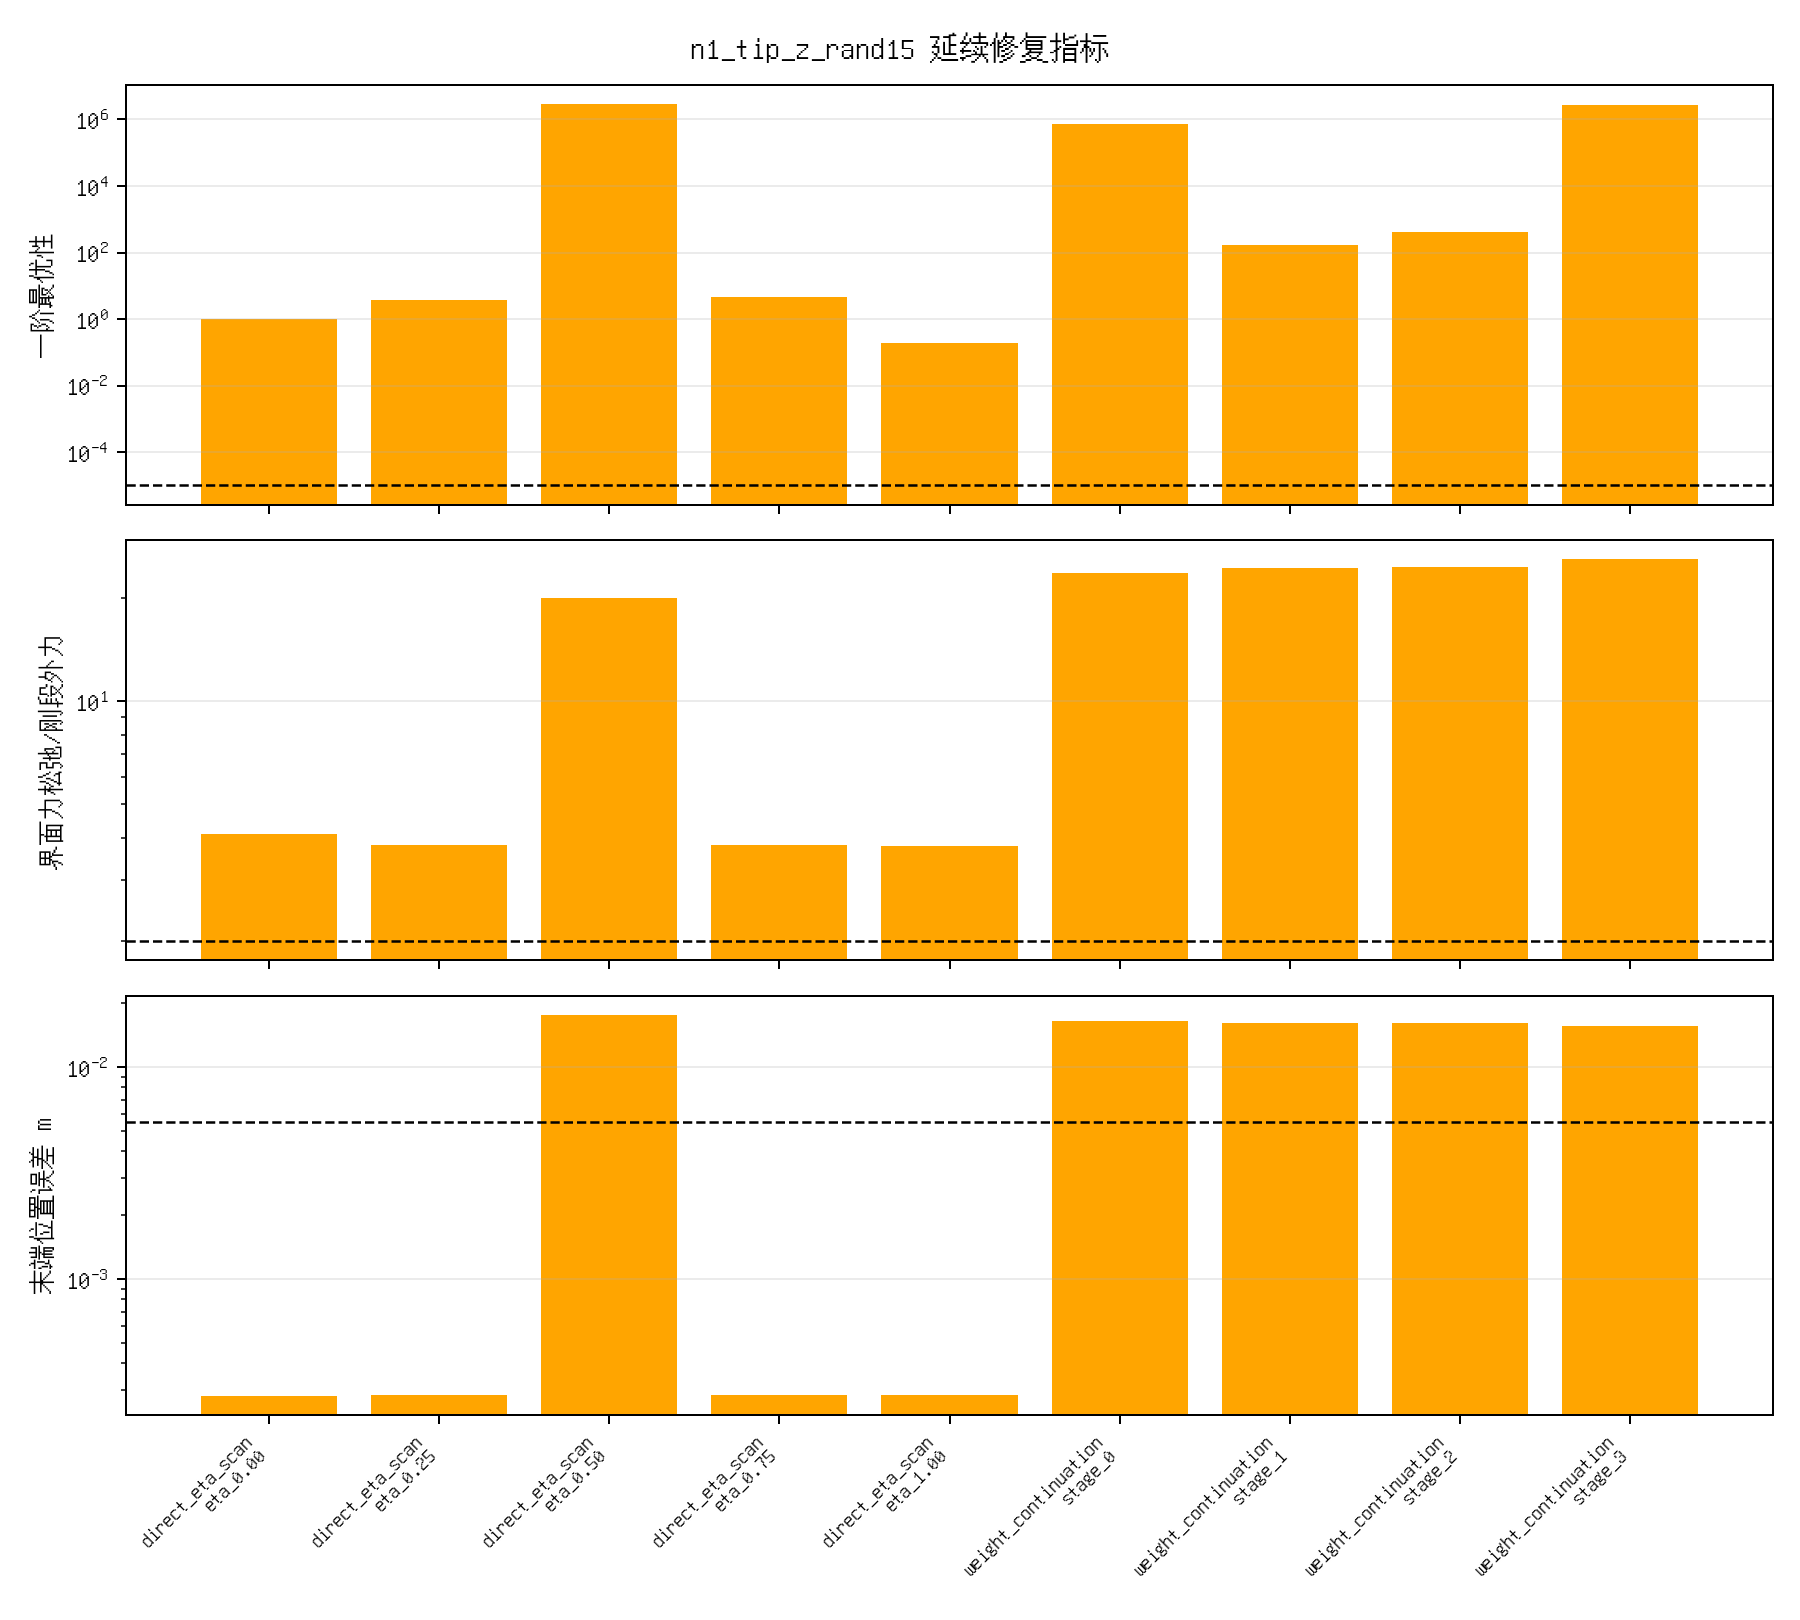 n1_tip_z_rand15 延续修复指标
一阶最优性
10^6
10^4
10^2
10^0
10^-2
10^-4
界面力松弛/刚段外力
10^1
末端位置误差 m
10^-2
10^-3
direct_eta_scan
eta_0.00
direct_eta_scan
eta_0.25
direct_eta_scan
eta_0.50
direct_eta_scan
eta_0.75
direct_eta_scan
eta_1.00
weight_continuation
stage_0
weight_continuation
stage_1
weight_continuation
stage_2
weight_continuation
stage_3